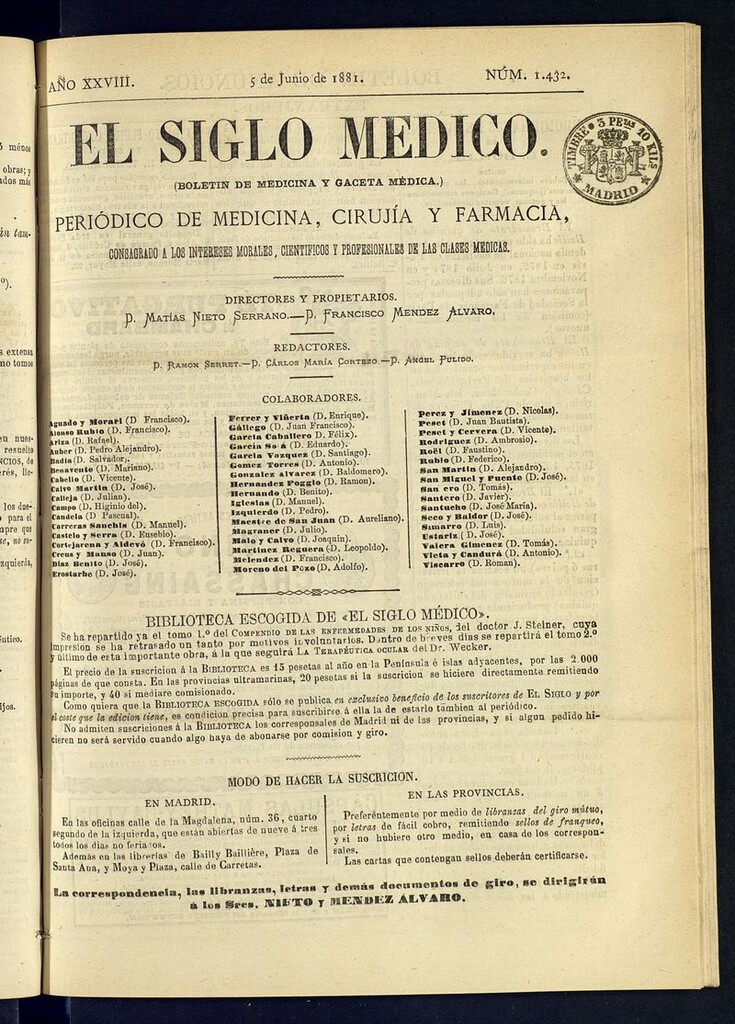 AÑO XXVIII.
5 de Junio de 1881.
NÚM. 1.432.
TIMBRE 3 PETAS 10 KILS MADRID
EL SIGLO MEDICO.
(BOLETIN DE MEDICINA Y GACETA MÉDICA.)
PERIÓDICO DE MEDICINA, CIRUJÍA Y FARMACIA,
CONSAGRADO A LOS INTERESES MORALES, CIENTIFICOS Y PROFESIONALES DE LAS CLASES MEDICAS.
DIRECTORES Y PROPIETARIOS.
D. MATÍAS NIETO SERRANO.—D. FRANCISCO MENDEZ ALVARO.
REDACTORES.
D. RAMON SERRET.—D. CÁRLOS MARÍA CORTEZO.—D. ANGEL PULIDO.
COLABORADORES.
Aguado y Morari (D Francisco).
Alonso Rubio (D. Francisco).
Ariza (D. Rafael).
Auber (D. Pedro Alejandro).
Badía (D. Salvador).
Benavente (D. Mariano).
Cabello (D. Vicente).
Calvo Martin (D. José).
Calleja (D. Julian).
Campo (D. Higinio del).
Candela (D Pascual).
Carreras Sanchis (D. Manuel).
Castelo y Serra (D. Eusebio).
Cortejarena y Aldevó (D. Francisco).
Creus y Manso (D. Juan).
Diaz Benito (D. José).
Erostarbe (D. José).
Ferrer y Viñerta (D. Enrique).
Gállego (D. Juan Francisco).
Garcia Caballero (D. Félix).
Garcia So á (D. Eduardo).
Garcia Vazquez (D. Santiago).
Gomez Torres (D. Antonio).
Gonzalez Alvarez (D. Baldomero).
Hernandez Poggio (D. Ramon).
Hernando (D. Benito).
Iglesias (D. Manuel).
Izquierdo (D. Pedro).
Maestre de San Juan (D. Aureliano).
Magraner (D. Julio).
Malo y Calvo (D. Joaquin).
Martinez Reguera (D. Leopoldo).
Melendez (D. Francisco).
Moreno del Pozo (D. Adolfo).
Perez y Jimenez (D. Nicolas).
Peset (D. Juan Bautista).
Peset y Cervera (D. Vicente).
Rodriguez (D. Ambrosio).
Roël (D. Faustino).
Rubio (D. Federico).
San Martin (D. Alejandro).
San Miguel y Puente (D. José).
San ero (D. Tomás).
Santero (D. Javier).
Santucho (D. José María).
Seco y Baldor (D. José).
Simarro (D. Luis).
Ustariz (D. José).
Valera Gimenez (D. Tomás).
Vieta y Candurá (D. Antonio).
Viscarro (D. Roman).
BIBLIOTECA ESCOGIDA DE «EL SIGLO MÉDICO».
Se ha repartido ya el tomo 1.º del COMPENDIO DE LAS ENFERMEDADES DE LOS NIÑOS, del doctor J. Steiner, cuya
impresion se ha retrasado un tanto por motivos involuntarios. Dentro de breves dias se repartirá el tomo 2.º
y último de esta importante obra, á la que seguirá LA TERAPÉUTICA OCULAR del Dr. Wecker.
El precio de la suscricion á la BIBLIOTECA es 15 pesetas al año en la Península é islas adyacentes, por las 2.000
páginas de que consta. En las provincias ultramarinas, 20 pesetas si la suscricion se hiciere directamente remitiendo
su importe, y 40 si mediare comisionado.
Como quiera que la BIBLIOTECA ESCOGIDA sólo se publica en exclusivo beneficio de los suscritores de EL SIGLO y por
el coste que la edicion tiene, es condicion precisa para suscribirse á ella la de estarlo tambien al periódico.
No admiten suscriciones á la BIBLIOTECA los corresponsales de Madrid ni de las provincias, y si algun pedido hi-
cieren no será servido cuando algo haya de abonarse por comision y giro.
MODO DE HACER LA SUSCRICION.
EN MADRID.
En las oficinas calle de la Magdalena, núm. 36, cuarto
segundo de la izquierda, que están abiertas de nueve á tres
todos los dias no feriados.
Además en las librerías de Bailly Baillière, Plaza de
Santa Ana, y Moya y Plaza, calle de Carretas.
EN LAS PROVINCIAS.
Preferéntemente por medio de libranzas del giro mútuo,
por letras de fácil cobro, remitiendo sellos de franqueo,
y si no hubiere otro medio, en casa de los correspon-
sales.
Las cartas que contengan sellos deberán certificarse.
La correspondencia, las libranzas, letras y demás documentos de giro, se dirigirán
á los Sres. NIETO y MENDEZ ALVARO.